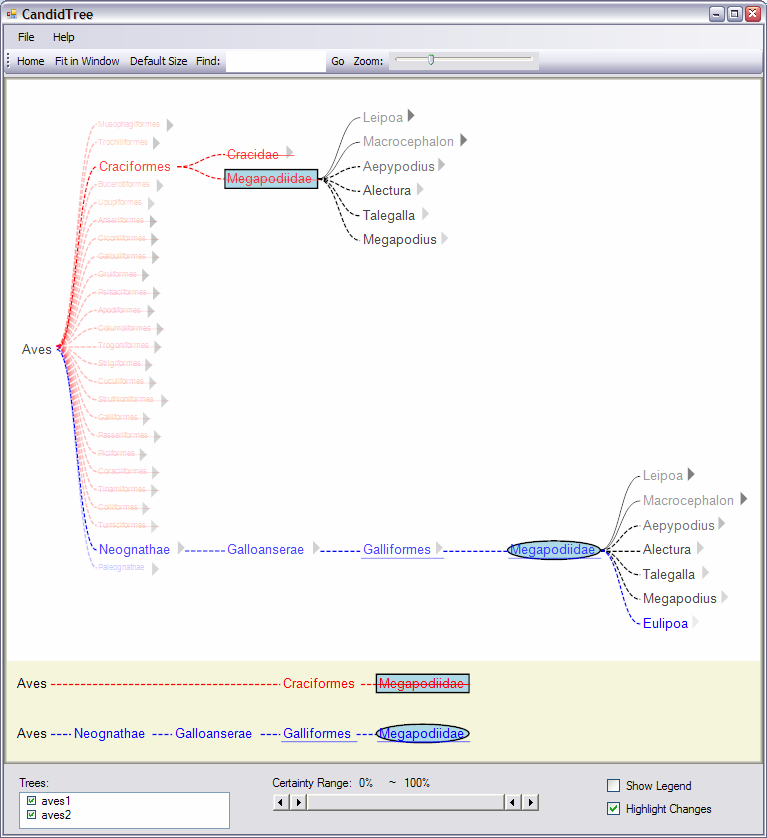 CandidTree
File Help
Home Fit in Window Default Size Find: Go Zoom:
Musophagiformes
Trochiliformes
Craciformes
Bucerotiformes
Upupiformes
Anseriformes
Ciconiiformes
Galbuliformes
Gruiformes
Psittaciformes
Apodiformes
Columbiformes
Trogoniformes
Strigiformes
Cuculiformes
Struthioniformes
Galliformes
Passeriformes
Piciformes
Coraciiformes
Tinamiformes
Coliiformes
Turniciformes
Aves
Cracidae
Megapodiidae
Leipoa
Macrocephalon
Aepypodius
Alectura
Talegalla
Megapodius
Neognathae Galloanserae Galliformes Megapodiidae
Paleognathae
Leipoa
Macrocephalon
Aepypodius
Alectura
Talegalla
Megapodius
Eulipoa
Aves Craciformes Megapodiidae
Aves Neognathae Galloanserae Galliformes Megapodiidae
Trees:
aves1
aves2
Certainty Range: 0% ~ 100%
Show Legend
Highlight Changes